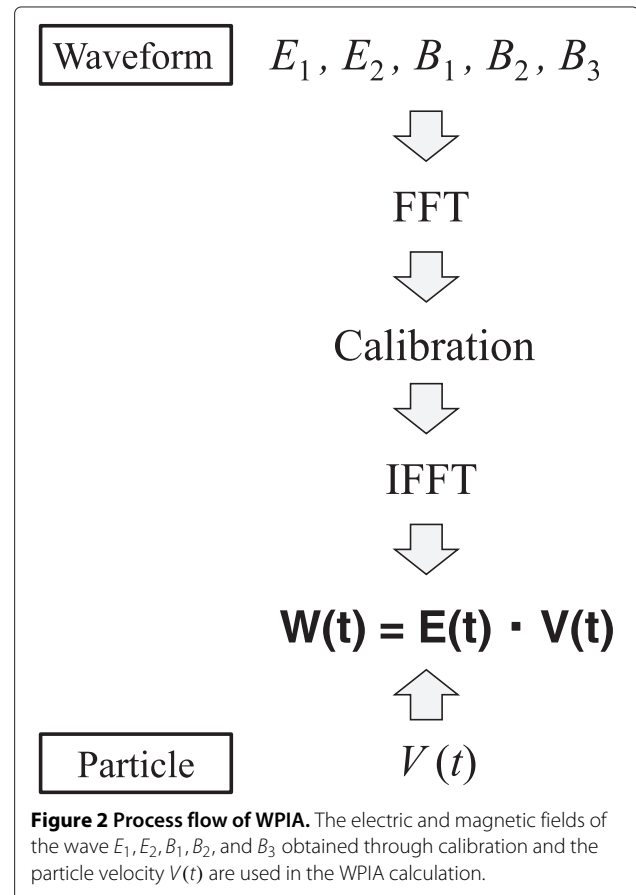 Waveform E₁, E₂, B₁, B₂, B₃
FFT
Calibration
IFFT
W(t) = E(t) · V(t)
Particle V(t)
Figure 2 Process flow of WPIA. The electric and magnetic fields of
the wave E₁, E₂, B₁, B₂, and B₃ obtained through calibration and the
particle velocity V(t) are used in the WPIA calculation.